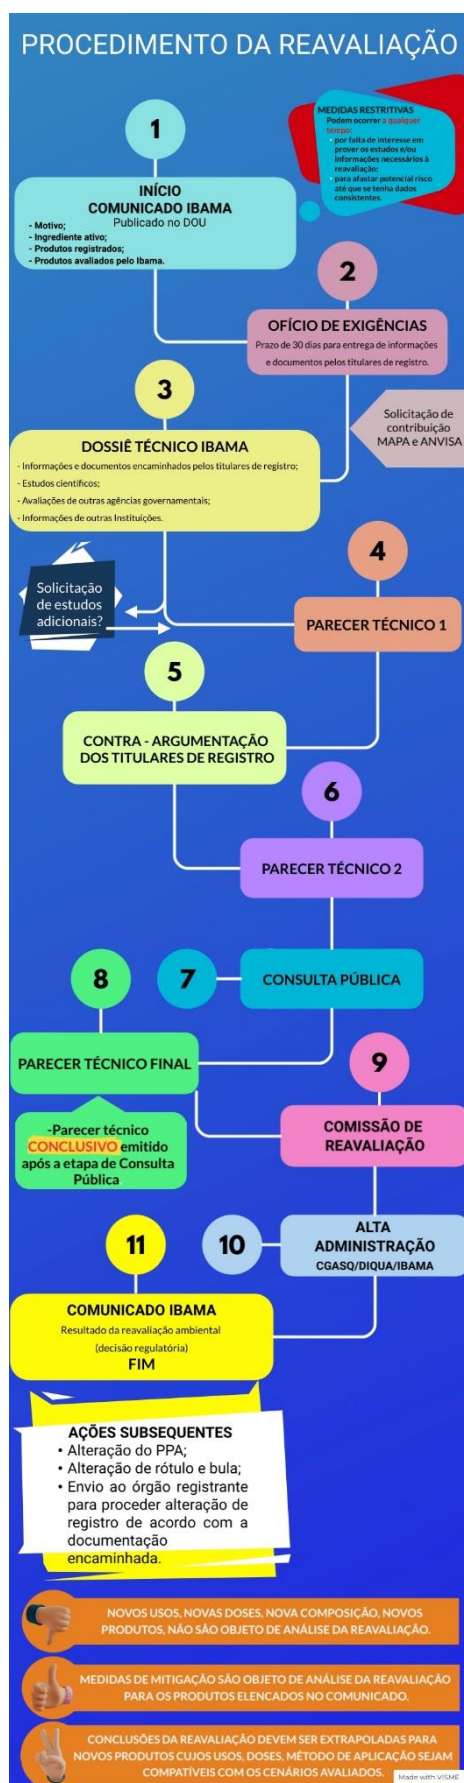 PROCEDIMENTO DA REAVALIAÇÃO
MEDIDAS RESTRITIVAS
Podem ocorrer a qualquer
tempo:
• por falta de interesse em
prover os estudos e/ou
informações necessários à
reavaliação;
• para afastar potencial risco
até que se tenha dados
consistentes.
1
INÍCIO
COMUNICADO IBAMA
Publicado no DOU
- Motivo;
- Ingrediente ativo;
- Produtos registrados;
- Produtos avaliados pelo Ibama.
2
OFÍCIO DE EXIGÊNCIAS
Prazo de 30 dias para entrega de informações
e documentos pelos titulares de registro.
3
Solicitação de
contribuição
MAPA e ANVISA
DOSSIÊ TÉCNICO IBAMA
- Informações e documentos encaminhados pelos titulares de registro;
- Estudos científicos;
- Avaliações de outras agências governamentais;
- Informações de outras Instituições.
4
Solicitação
de estudos
adicionais?
PARECER TÉCNICO 1
5
CONTRA - ARGUMENTAÇÃO
DOS TITULARES DE REGISTRO
6
PARECER TÉCNICO 2
7
CONSULTA PÚBLICA
8
PARECER TÉCNICO FINAL
-Parecer técnico
CONCLUSIVO emitido
após a etapa de Consulta
Pública
9
COMISSÃO DE
REAVALIAÇÃO
10
ALTA
ADMINISTRAÇÃO
CGASQ/DIQUA/IBAMA
11
COMUNICADO IBAMA
Resultado da reavaliação ambiental
(decisão regulatória)
FIM
AÇÕES SUBSEQUENTES
• Alteração do PPA;
• Alteração de rótulo e bula;
• Envio ao órgão registrante
para proceder alteração de
registro de acordo com a
documentação
encaminhada.
NOVOS USOS, NOVAS DOSES, NOVA COMPOSIÇÃO, NOVOS
PRODUTOS, NÃO SÃO OBJETO DE ANÁLISE DA REAVALIAÇÃO.
MEDIDAS DE MITIGAÇÃO SÃO OBJETO DE ANÁLISE DA REAVALIAÇÃO
PARA OS PRODUTOS ELENCADOS NO COMUNICADO.
CONCLUSÕES DA REAVALIAÇÃO DEVEM SER EXTRAPOLADAS PARA
NOVOS PRODUTOS CUJOS USOS, DOSES, MÉTODO DE APLICAÇÃO SEJAM
COMPATÍVEIS COM OS CENÁRIOS AVALIADOS.
Made with VISME